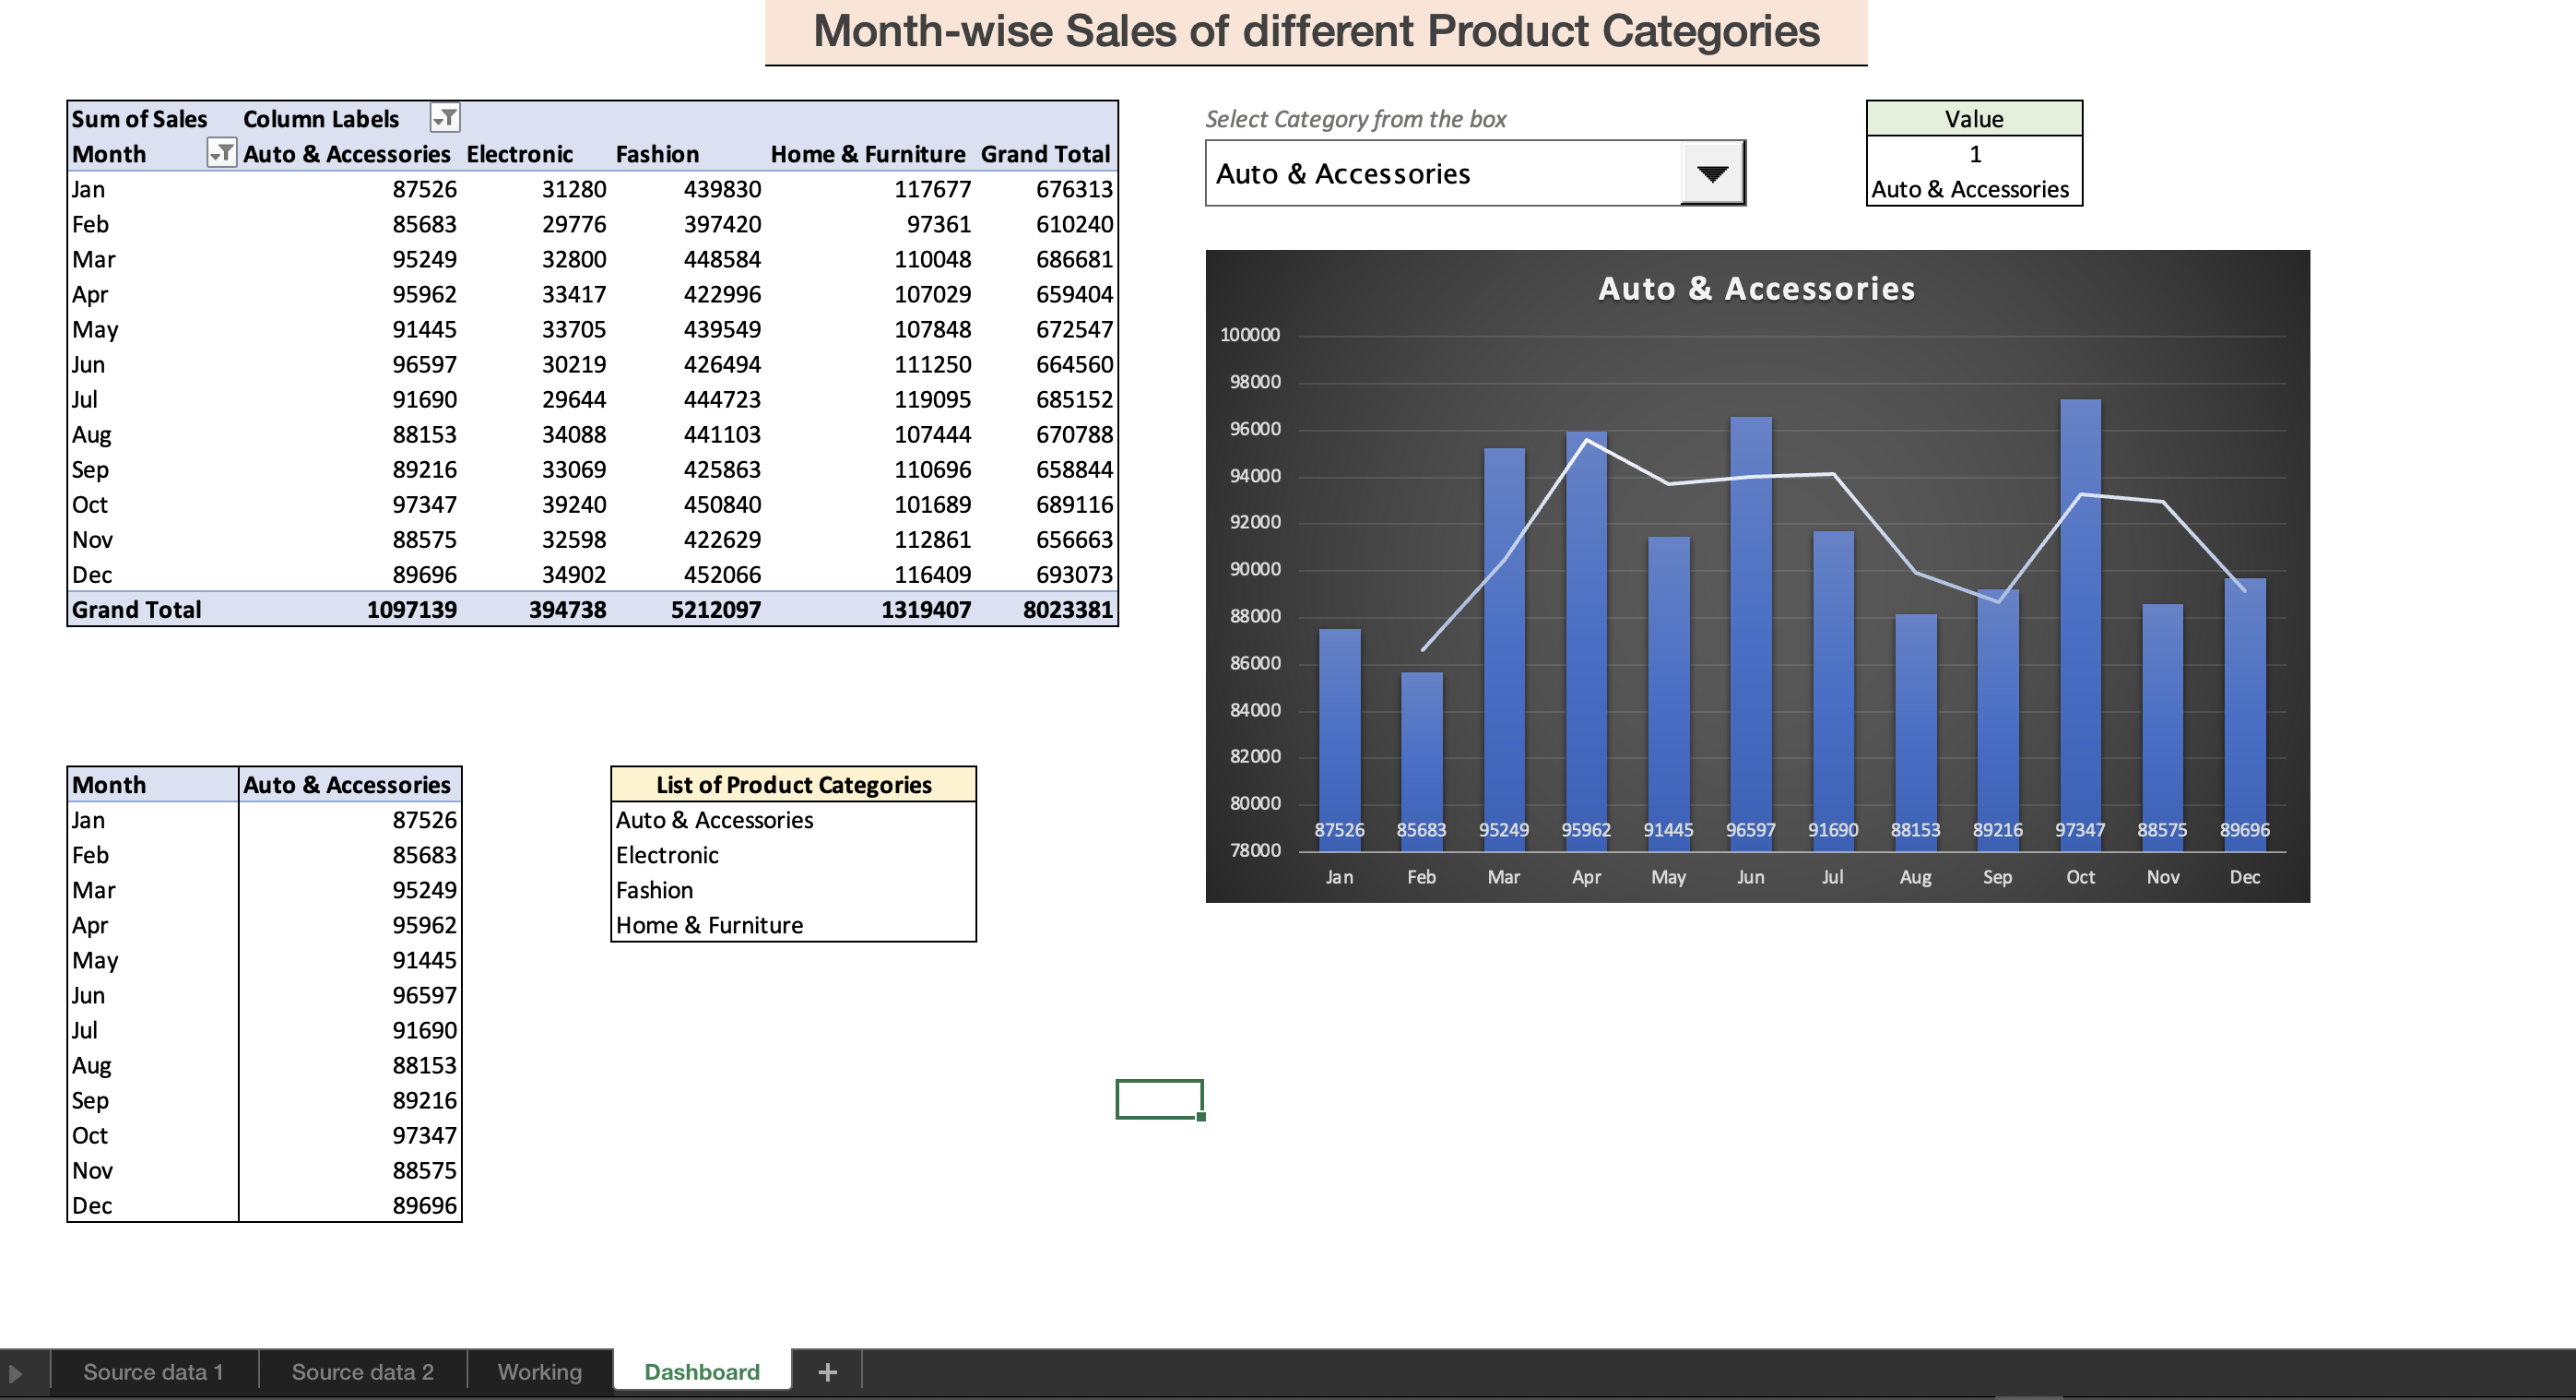 Month-wise Sales of different Product Categories
Sum of Sales Column Labels
Month Auto & Accessories Electronic Fashion Home & Furniture Grand Total
Jan 87526 31280 439830 117677 676313
Feb 85683 29776 397420 97361 610240
Mar 95249 32800 448584 110048 686681
Apr 95962 33417 422996 107029 659404
May 91445 33705 439549 107848 672547
Jun 96597 30219 426494 111250 664560
Jul 91690 29644 444723 119095 685152
Aug 88153 34088 441103 107444 670788
Sep 89216 33069 425863 110696 658844
Oct 97347 39240 450840 101689 689116
Nov 88575 32598 422629 112861 656663
Dec 89696 34902 452066 116409 693073
Grand Total 1097139 394738 5212097 1319407 8023381
Select Category from the box
Auto & Accessories
Value
1
Auto & Accessories
Auto & Accessories
100000
98000
96000
94000
92000
90000
88000
86000
84000
82000
80000
78000
87526 85683 95249 95962 91445 96597 91690 88153 89216 97347 88575 89696
Jan Feb Mar Apr May Jun Jul Aug Sep Oct Nov Dec
Month Auto & Accessories
Jan 87526
Feb 85683
Mar 95249
Apr 95962
May 91445
Jun 96597
Jul 91690
Aug 88153
Sep 89216
Oct 97347
Nov 88575
Dec 89696
List of Product Categories
Auto & Accessories
Electronic
Fashion
Home & Furniture
Source data 1 Source data 2 Working Dashboard +